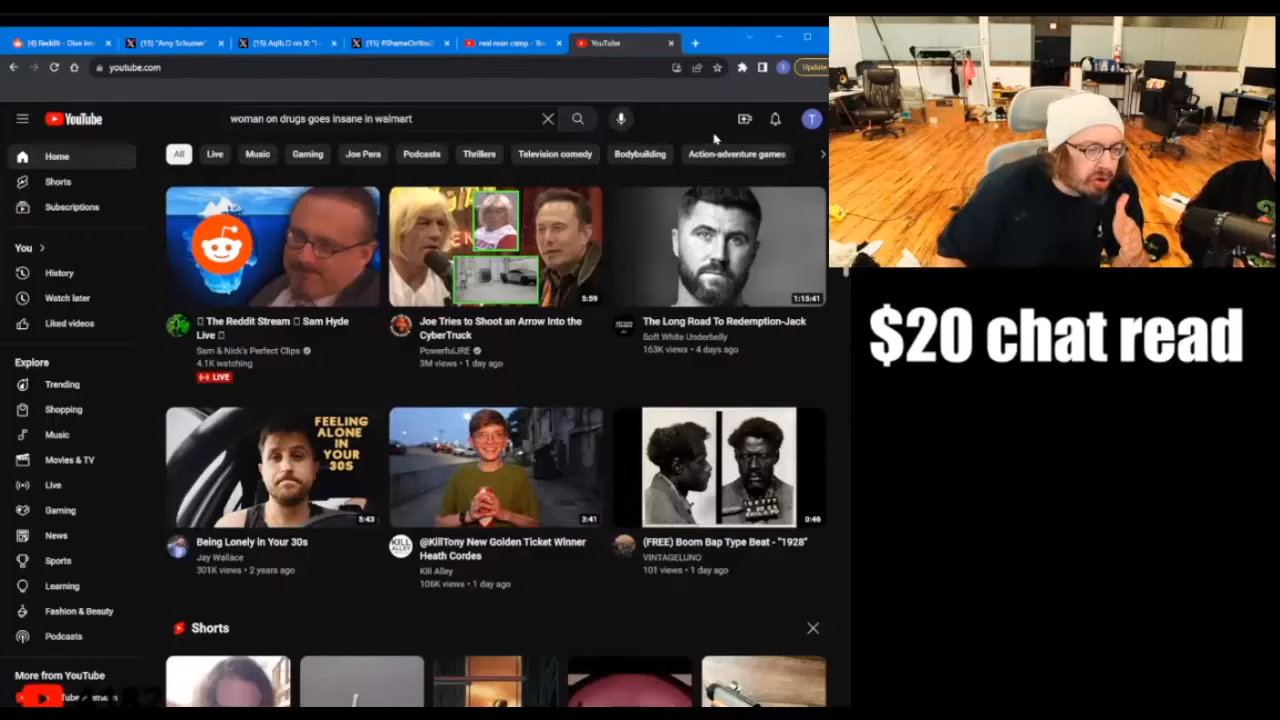 (4) Reddit - Dive into
(15) "Amy Schumer"
(15) #ShameOnYou
real man camp - You
YouTube
youtube.com
Update
YouTube
woman on drugs goes insane in walmart
T
Home
Shorts
Subscriptions
You
History
Watch later
Liked videos
Explore
Trending
Shopping
Music
Movies & TV
Live
Gaming
News
Sports
Learning
Fashion & Beauty
Podcasts
More from YouTube
All
Live
Music
Gaming
Joe Pera
Podcasts
Thrillers
Television comedy
Bodybuilding
Action-adventure games
The Reddit Stream Sam Hyde
Live
Sam & Nick's Perfect Clips
4.1K watching
LIVE
5:59
Joe Tries to Shoot an Arrow Into the
CyberTruck
PowerfulJRE
3M views • 1 day ago
1:15:41
The Long Road To Redemption-Jack
Soft White Underbelly
163K views • 4 days ago
FEELING
ALONE
IN
YOUR
30S
5:43
Being Lonely in Your 30s
Jay Wallace
301K views • 2 years ago
3:41
KILL
ALLEY
@KillTony New Golden Ticket Winner
Heath Cordes
Kill Alley
106K views • 1 day ago
0:46
(FREE) Boom Bap Type Beat - "1928"
VINTAGELUNO
101 views • 1 day ago
Shorts
$20 chat read